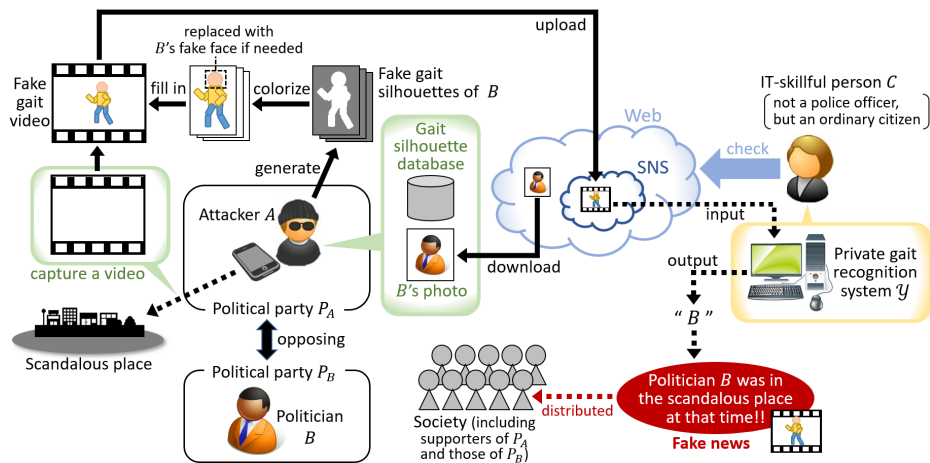 upload
replaced with
B's fake face if needed
Fake
gait
video
fill in
colorize
Fake gait
silhouettes of B
IT-skillful person C
not a police officer,
but an ordinary citizen
Web
SNS
check
Gait
silhouette
database
generate
Attacker A
capture a video
B's photo
download
input
output
Private gait
recognition
system 𝒴
Political party P_A
Scandalous place
opposing
Political party P_B
Politician
B
“ B ”
Politician B was in
the scandalous place
at that time!!
distributed
Fake news
Society (including
supporters of P_A
and those of P_B)